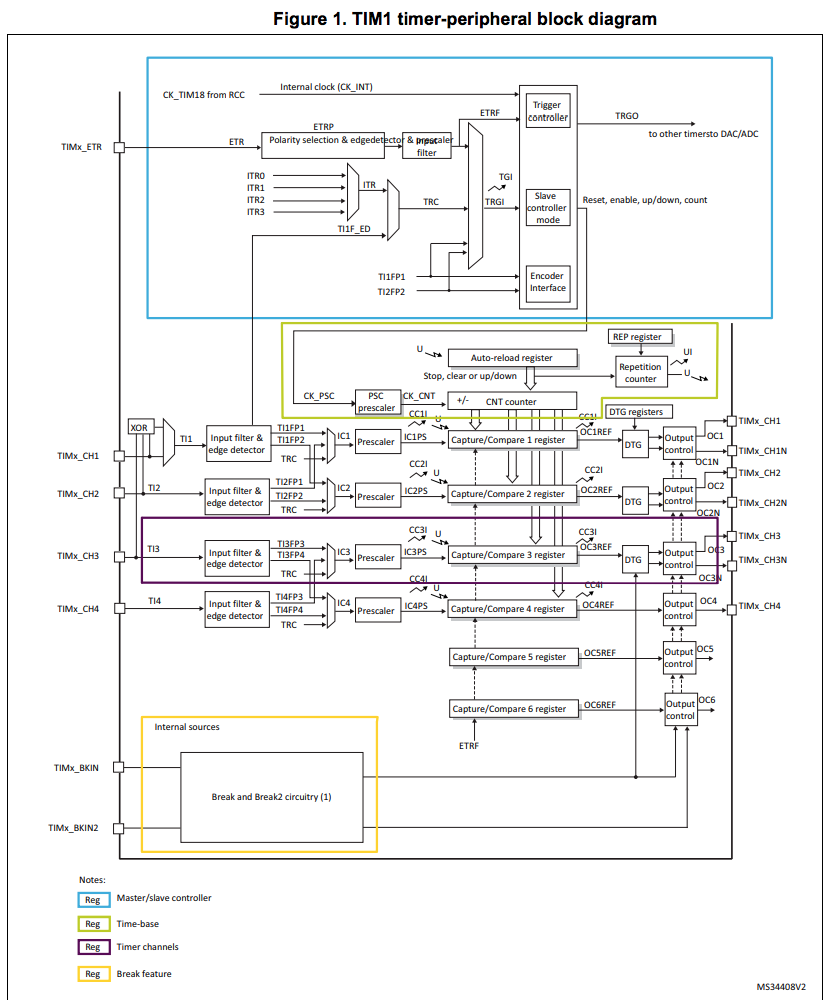 Figure 1. TIM1 timer-peripheral block diagram
Internal clock (CK_INT)
CK_TIM18 from RCC
Trigger
controller
ETRF
TRGO
to other timersto DAC/ADC
ETRP
TIMx_ETR
ETR
Polarity selection & edgedetector & prescaler
Input
filter
ITR0
ITR1
ITR2
ITR3
ITR
TRC
TGI
TRGI
Slave
controller
mode
Reset, enable, up/down, count
TI1F_ED
TI1FP1
TI2FP2
Encoder
Interface
REP register
U
Auto-reload register
UI
Repetition
counter
U
Stop, clear or up/down
CK_PSC
PSC
prescaler
CK_CNT
+/-
CNT counter
DTG registers
XOR
TI1
Input filter &
edge detector
TI1FP1
TI1FP2
TRC
IC1
Prescaler
CC1I
U
IC1PS
Capture/Compare 1 register
CC1I
OC1REF
DTG
Output
control
OC1
TIMx_CH1
TIMx_CH1N
OC1N
TIMx_CH1
TIMx_CH2
TI2
Input filter &
edge detector
TI2FP1
TI2FP2
TRC
IC2
Prescaler
CC2I
U
IC2PS
Capture/Compare 2 register
CC2I
OC2REF
DTG
Output
control
OC2
TIMx_CH2
TIMx_CH2N
OC2N
TIMx_CH3
TI3
Input filter &
edge detector
TI3FP3
TI3FP4
TRC
IC3
Prescaler
CC3I
U
IC3PS
Capture/Compare 3 register
CC3I
OC3REF
DTG
Output
control
OC3
TIMx_CH3
TIMx_CH3N
OC3N
TIMx_CH4
TI4
Input filter &
edge detector
TI4FP3
TI4FP4
TRC
IC4
Prescaler
CC4I
U
IC4PS
Capture/Compare 4 register
CC4I
OC4REF
Output
control
OC4
TIMx_CH4
Capture/Compare 5 register
OC5REF
Output
control
OC5
Capture/Compare 6 register
OC6REF
Output
control
OC6
ETRF
Internal sources
TIMx_BKIN
Break and Break2 circuitry (1)
TIMx_BKIN2
Notes:
Reg Master/slave controller
Reg Time-base
Reg Timer channels
Reg Break feature
MS34408V2